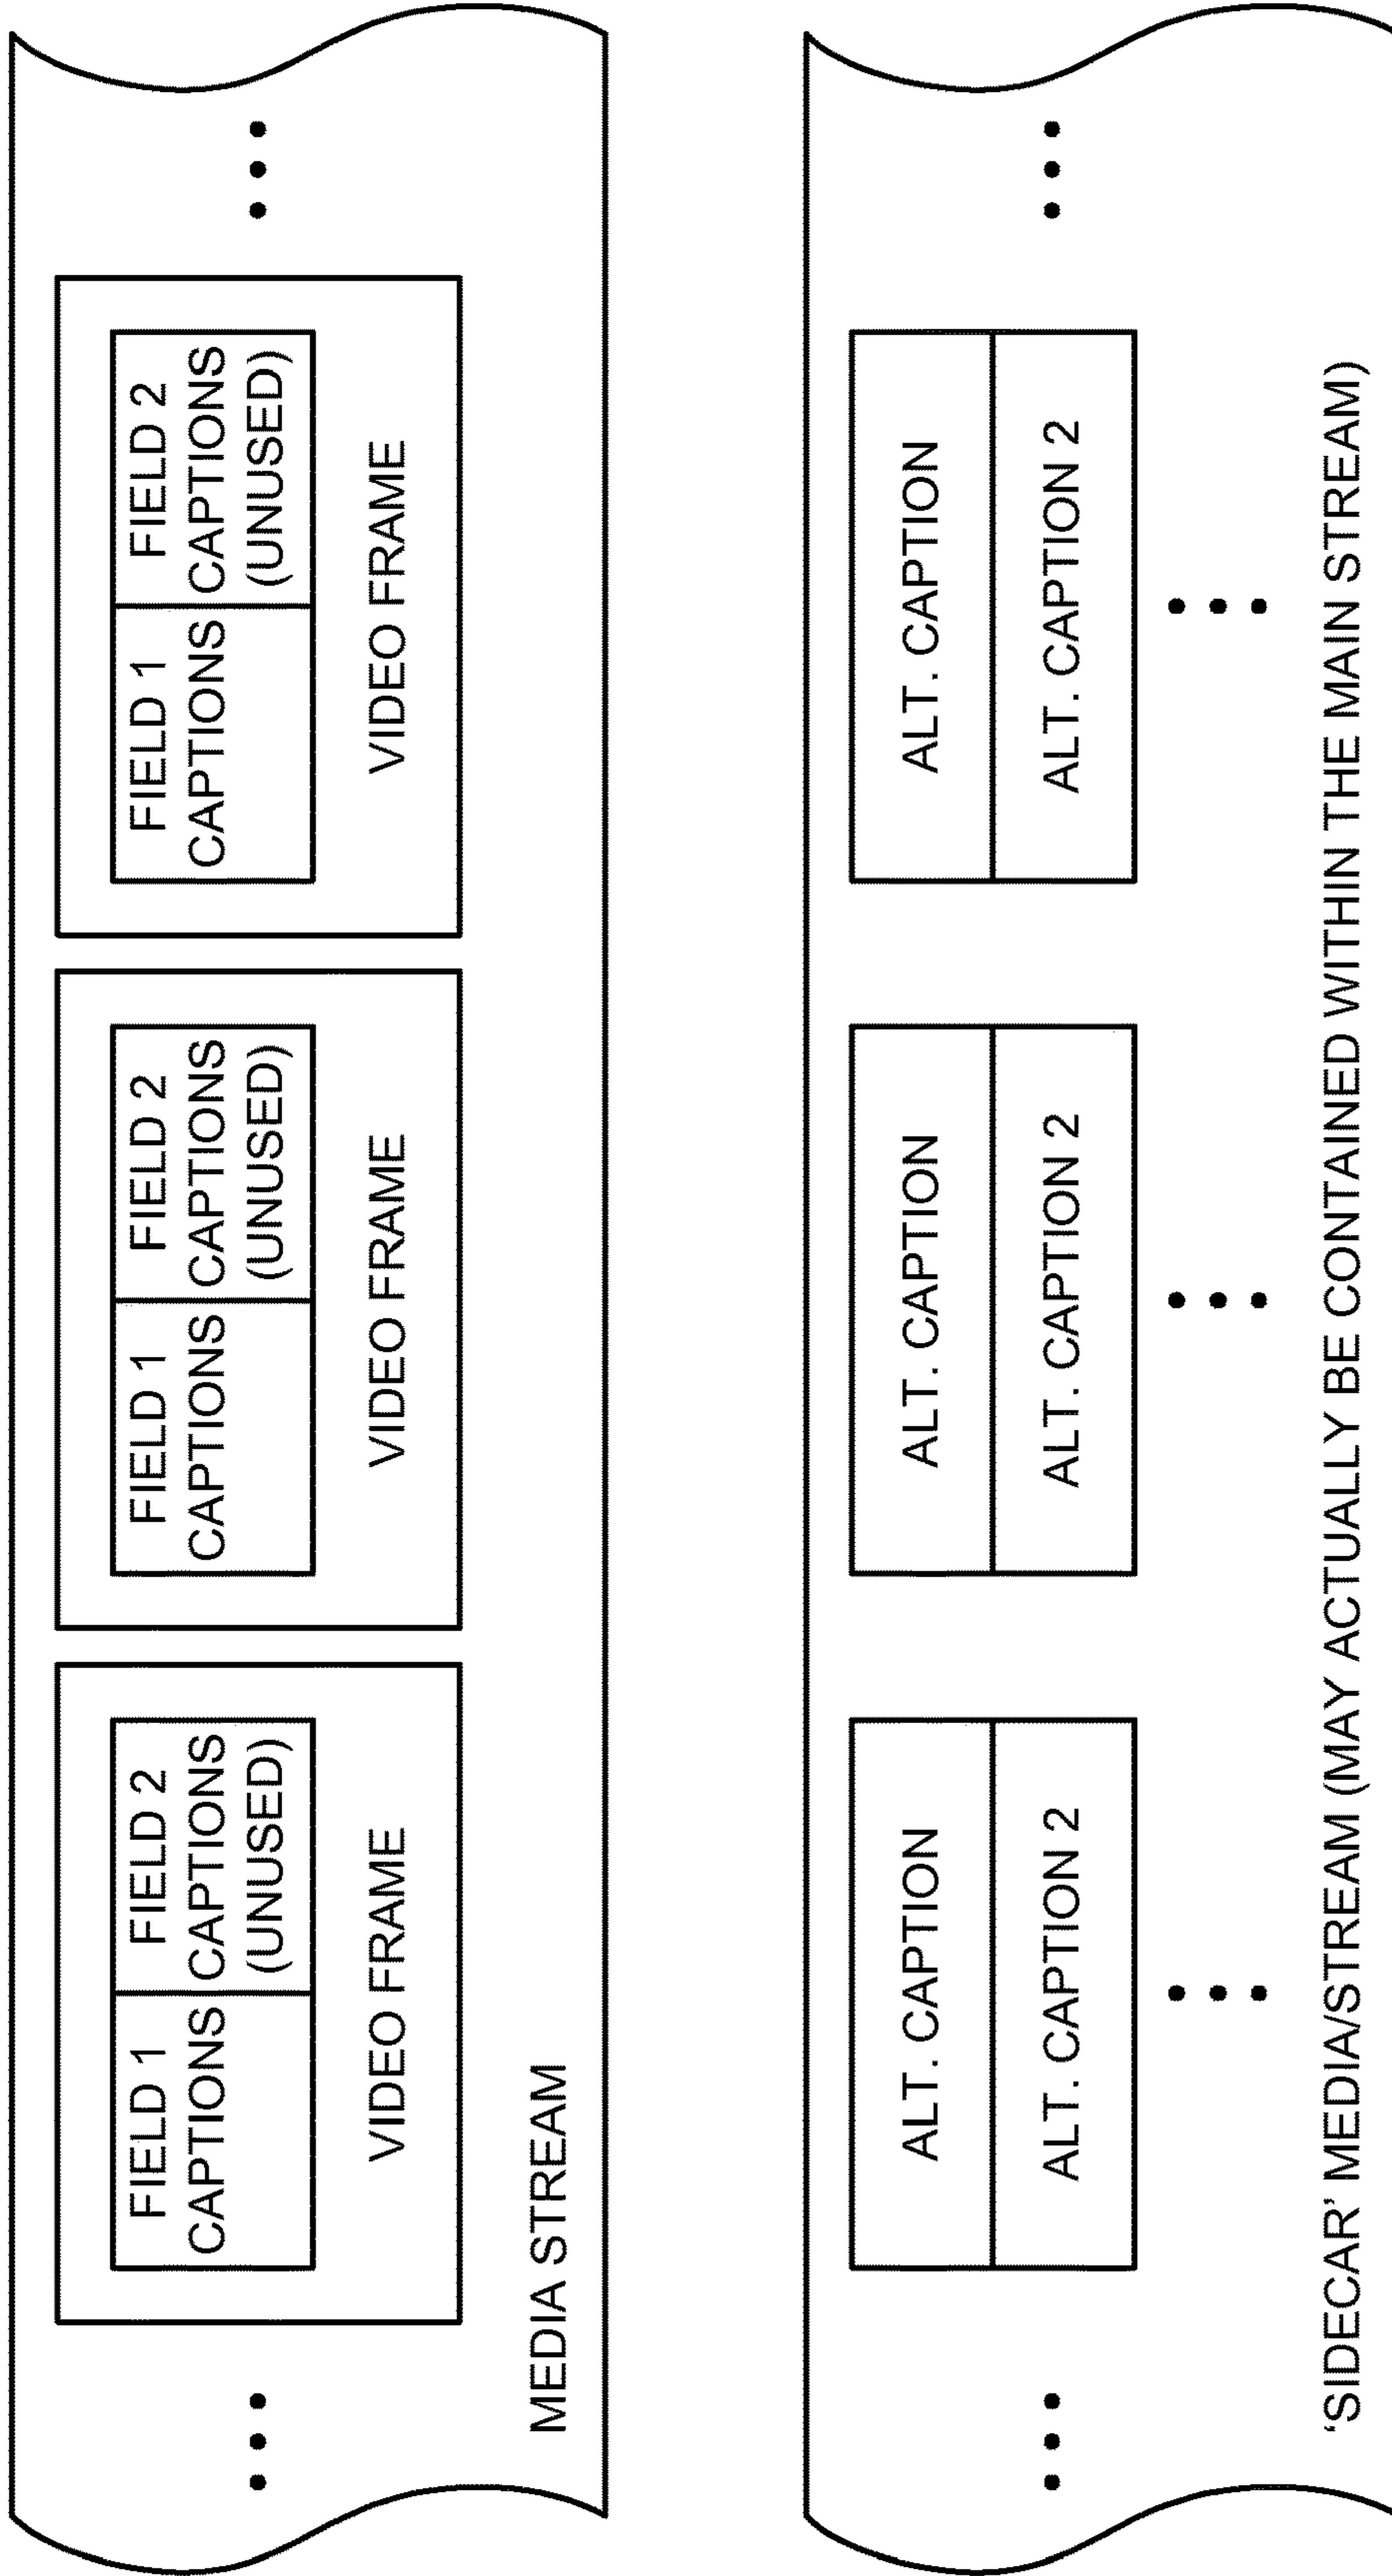 FIELD 1
CAPTIONS
FIELD 2
CAPTIONS
(UNUSED)
VIDEO FRAME
FIELD 1
CAPTIONS
FIELD 2
CAPTIONS
(UNUSED)
VIDEO FRAME
FIELD 1
CAPTIONS
FIELD 2
CAPTIONS
(UNUSED)
VIDEO FRAME
MEDIA STREAM
ALT. CAPTION
ALT. CAPTION 2
ALT. CAPTION
ALT. CAPTION 2
ALT. CAPTION
ALT. CAPTION 2
‘SIDECAR’ MEDIA/STREAM (MAY ACTUALLY BE CONTAINED WITHIN THE MAIN STREAM)